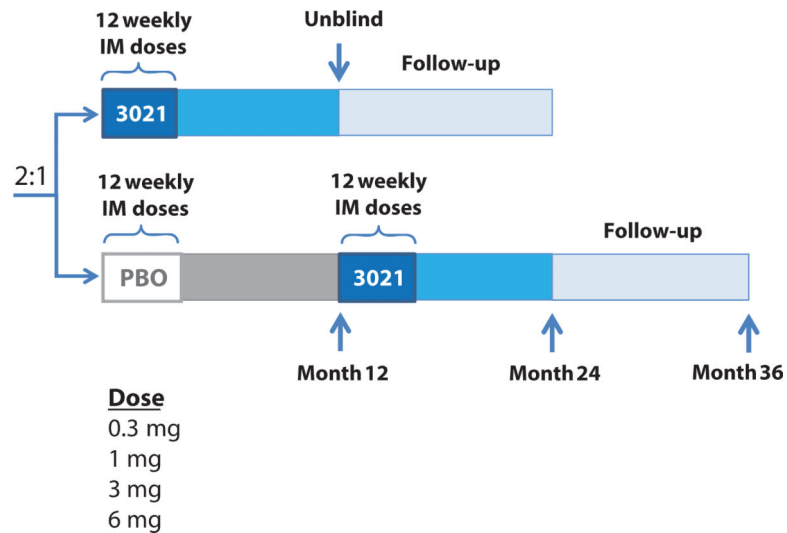 12 weekly
IM doses
Unblind
Follow-up
3021
2:1
12 weekly
IM doses
12 weekly
IM doses
Follow-up
PBO
3021
Month 12
Month 24
Month 36
Dose
0.3 mg
1 mg
3 mg
6 mg